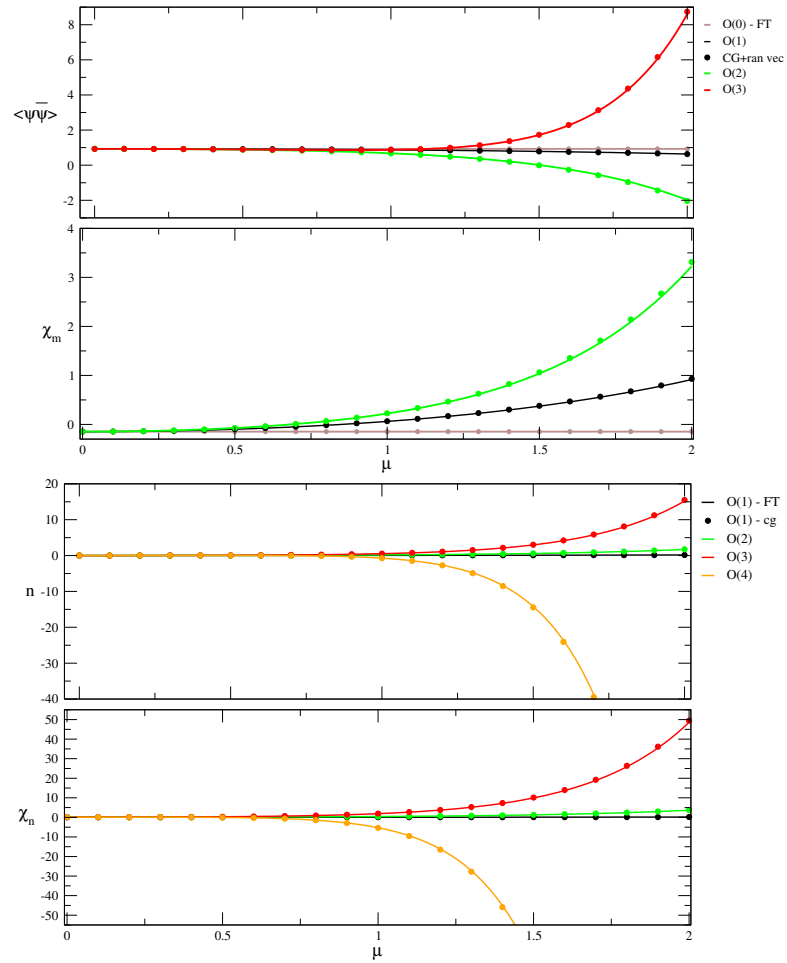 8
6
4
2
0
-2
<ψψ̅>
O(0) - FT
O(1)
CG+ran vec
O(2)
O(3)
4
3
2
1
0
χm
0
0.5
1
1.5
2
μ
20
10
0
-10
-20
-30
-40
n
O(1) - FT
O(1) - cg
O(2)
O(3)
O(4)
50
40
30
20
10
0
-10
-20
-30
-40
-50
χn
0
0.5
1
1.5
2
μ